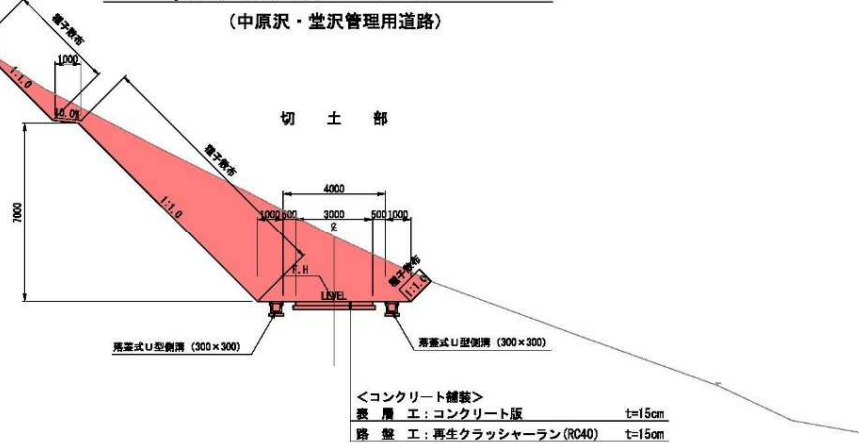 (中原沢・堂沢管理用道路)
種子散布
1000
1:1.0
10.0%
切 土 部
種子散布
7000
1:1.0
4000
1000 500 3000 500 1000
℄
F.H
LEVEL
種子散布
1:1.0
落蓋式U型側溝 (300×300)
落蓋式U型側溝 (300×300)
<コンクリート舗装>
表 層 工:コンクリート版 t=15cm
路 盤 工:再生クラッシャーラン(RC40) t=15cm